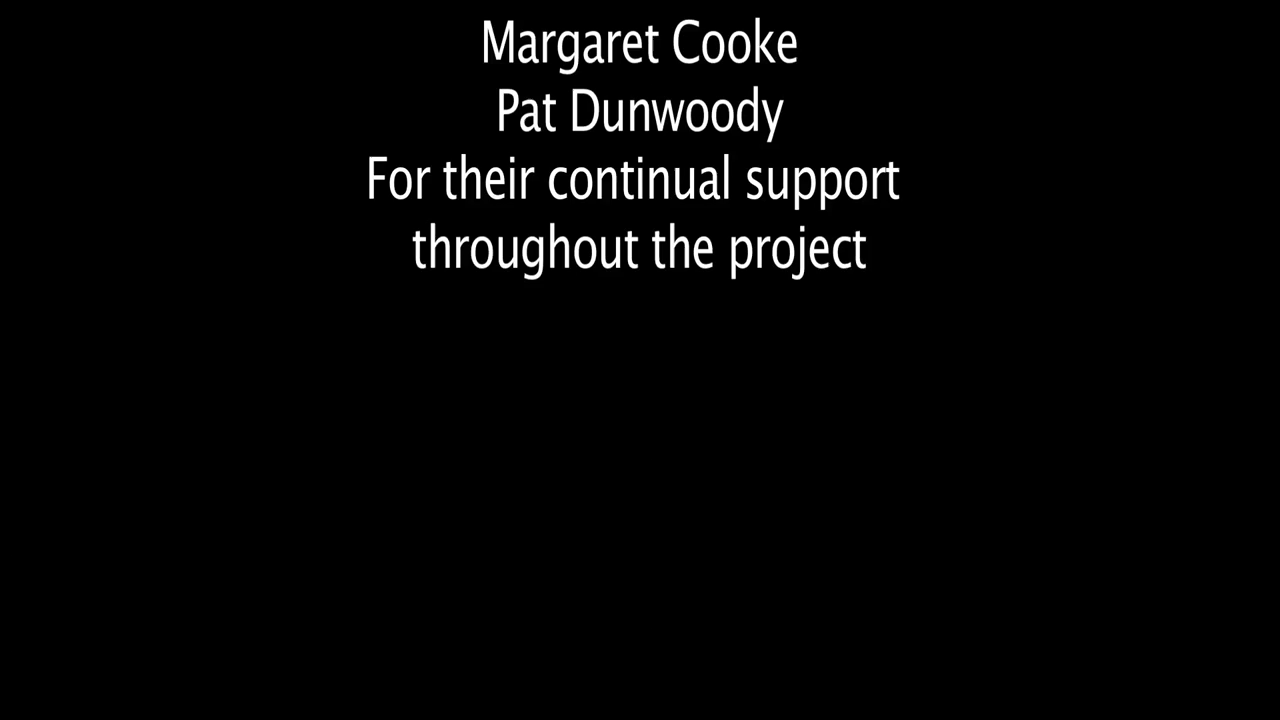 Margaret Cooke
Pat Dunwoody
For their continual support
throughout the project